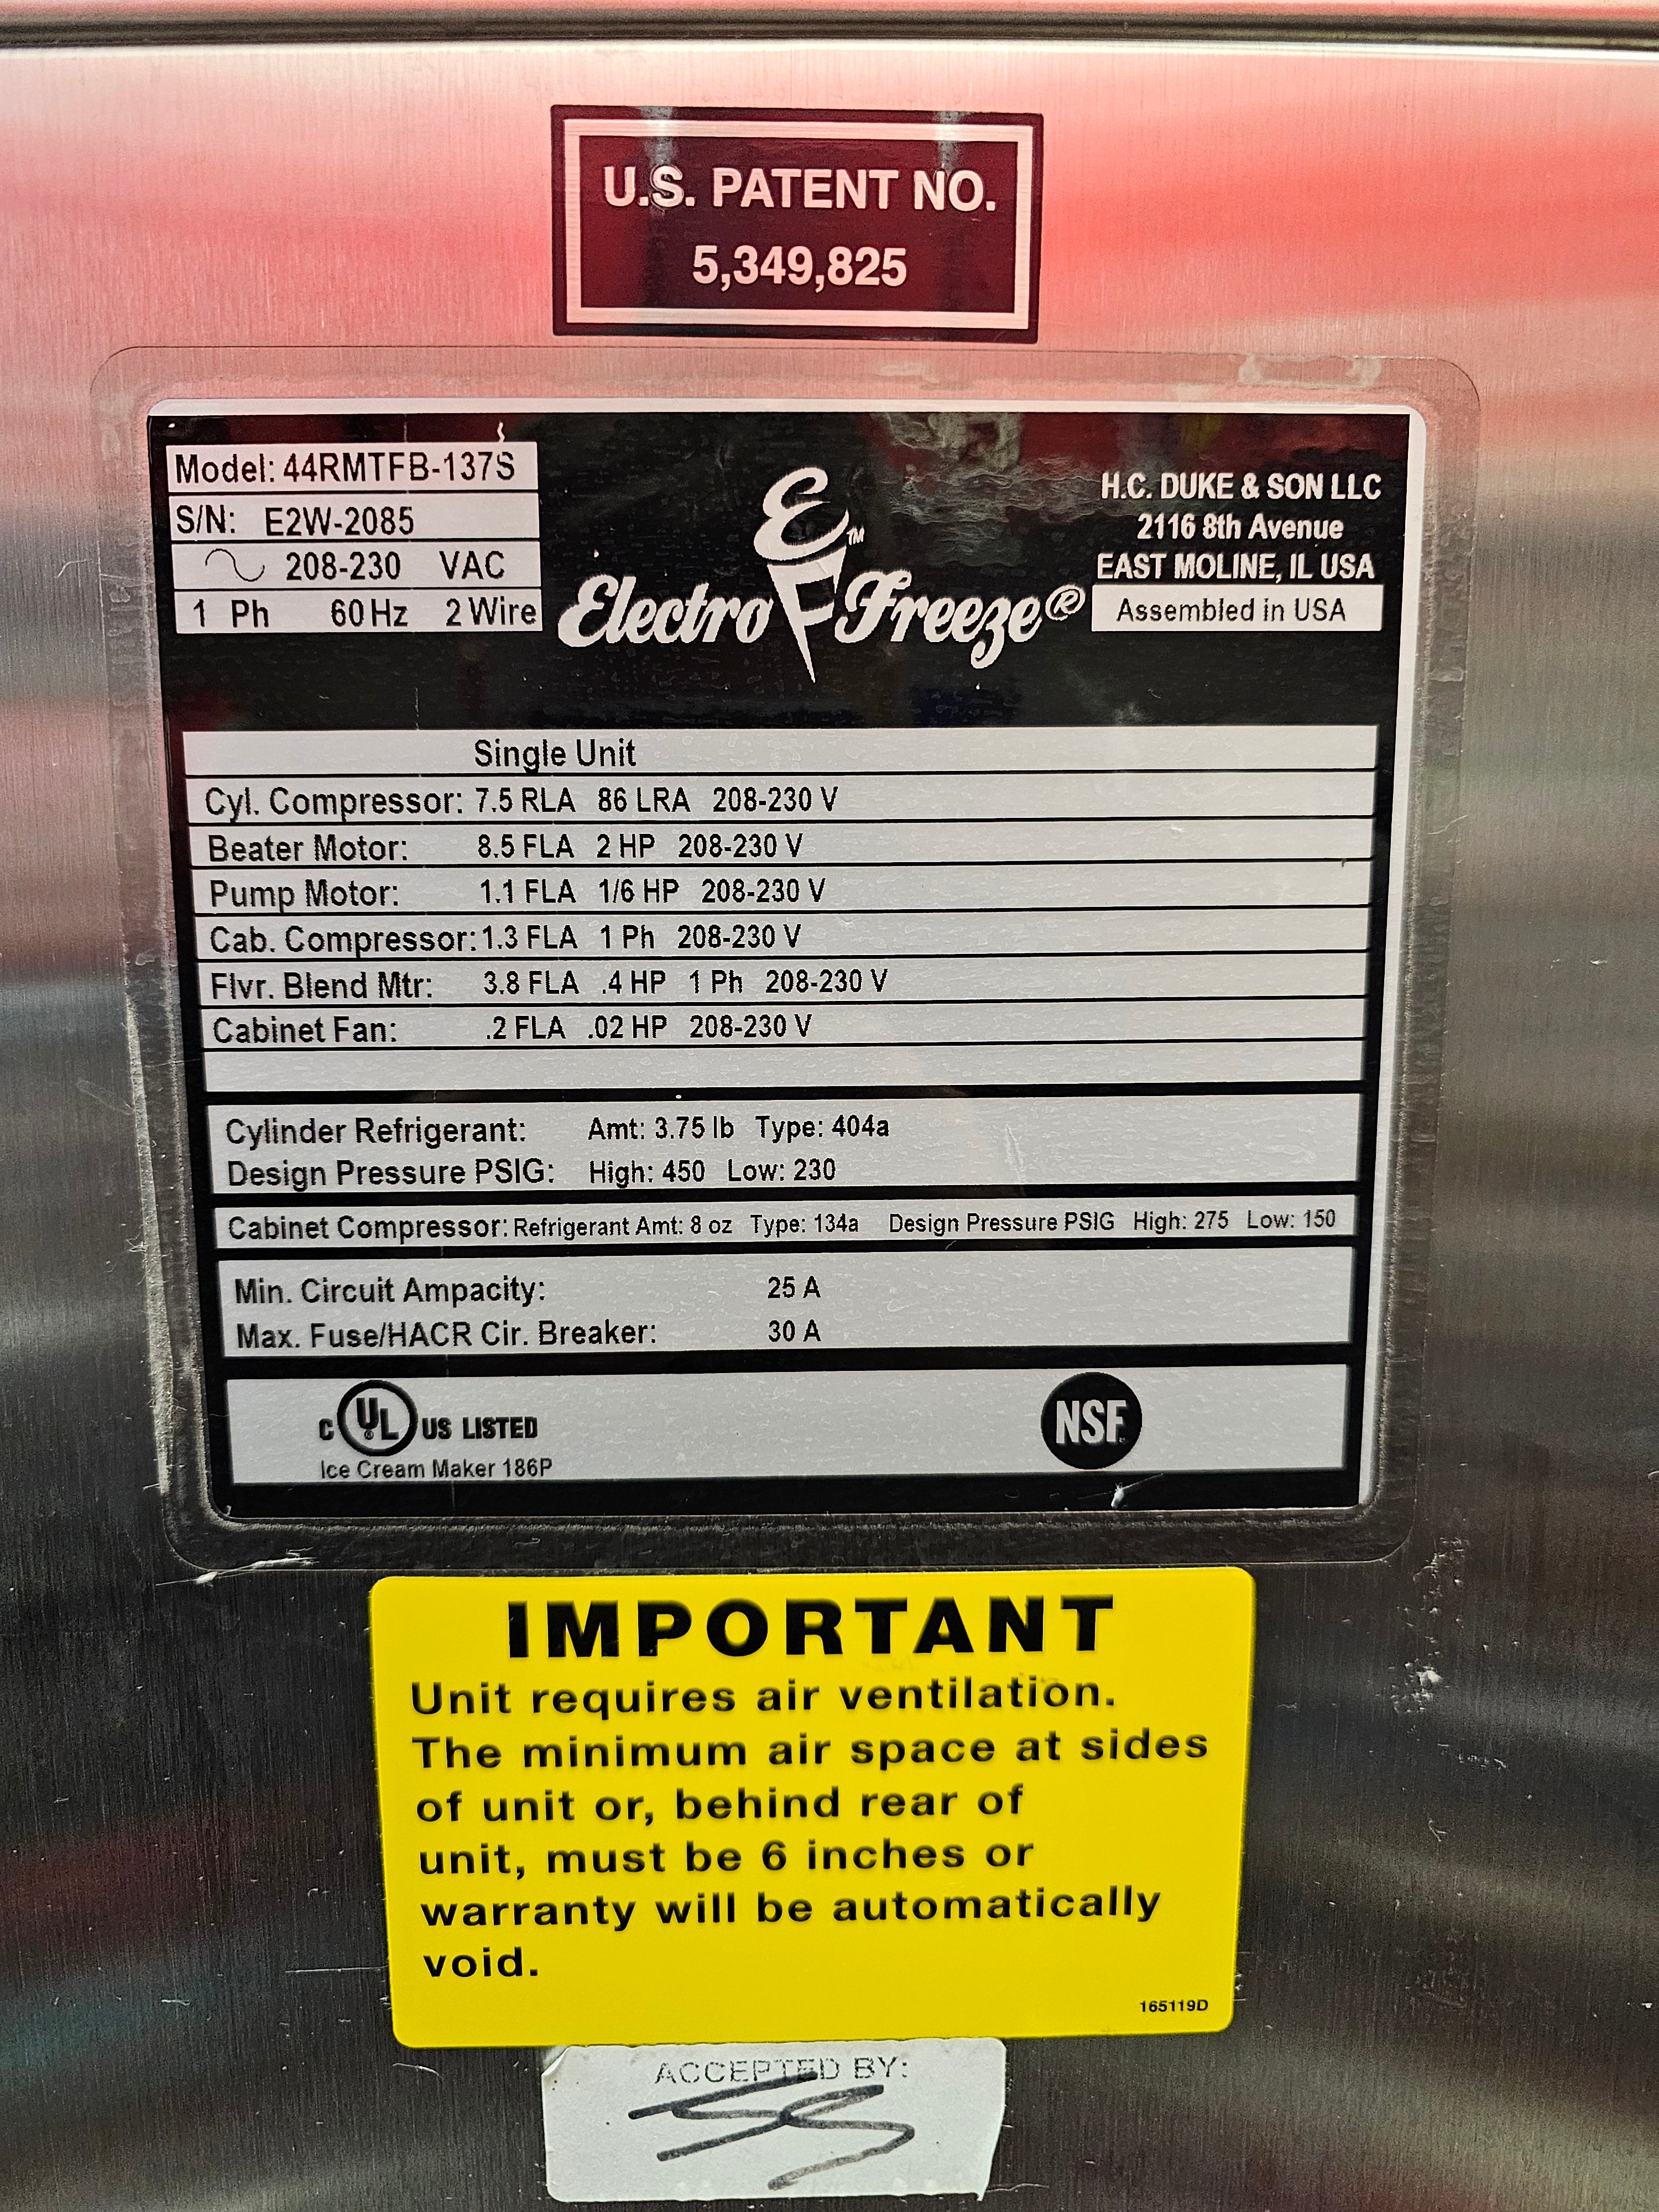 U.S. PATENT NO.
5,349,825
Model: 44RMTFB-137S
S/N: E2W-2085
208-230 VAC
1 Ph 60 Hz 2 Wire
E™
F
Electro Freeze®
H.C. DUKE & SON LLC
2116 8th Avenue
EAST MOLINE, IL USA
Assembled in USA
Single Unit
Cyl. Compressor: 7.5 RLA 86 LRA 208-230 V
Beater Motor: 8.5 FLA 2 HP 208-230 V
Pump Motor: 1.1 FLA 1/6 HP 208-230 V
Cab. Compressor: 1.3 FLA 1 Ph 208-230 V
Flvr. Blend Mtr: 3.8 FLA .4 HP 1 Ph 208-230 V
Cabinet Fan: .2 FLA .02 HP 208-230 V
Cylinder Refrigerant: Amt: 3.75 lb Type: 404a
Design Pressure PSIG: High: 450 Low: 230
Cabinet Compressor: Refrigerant Amt: 8 oz Type: 134a Design Pressure PSIG High: 275 Low: 150
Min. Circuit Ampacity: 25 A
Max. Fuse/HACR Cir. Breaker: 30 A
C UL® US LISTED
Ice Cream Maker 186P
NSF
IMPORTANT
Unit requires air ventilation.
The minimum air space at sides
of unit or, behind rear of
unit, must be 6 inches or
warranty will be automatically
void.
165119D
ACCEPTED BY: